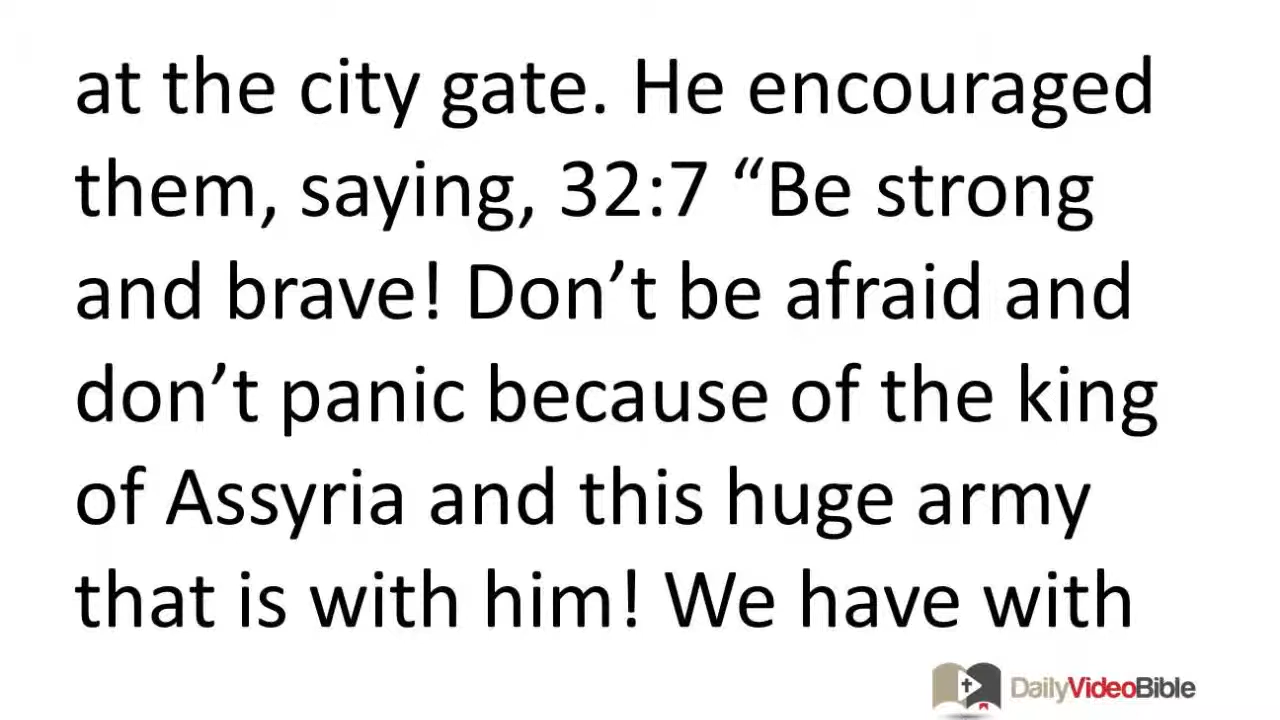 at the city gate. He encouraged
them, saying, 32:7 “Be strong
and brave! Don’t be afraid and
don’t panic because of the king
of Assyria and this huge army
that is with him! We have with
DailyVideoBible